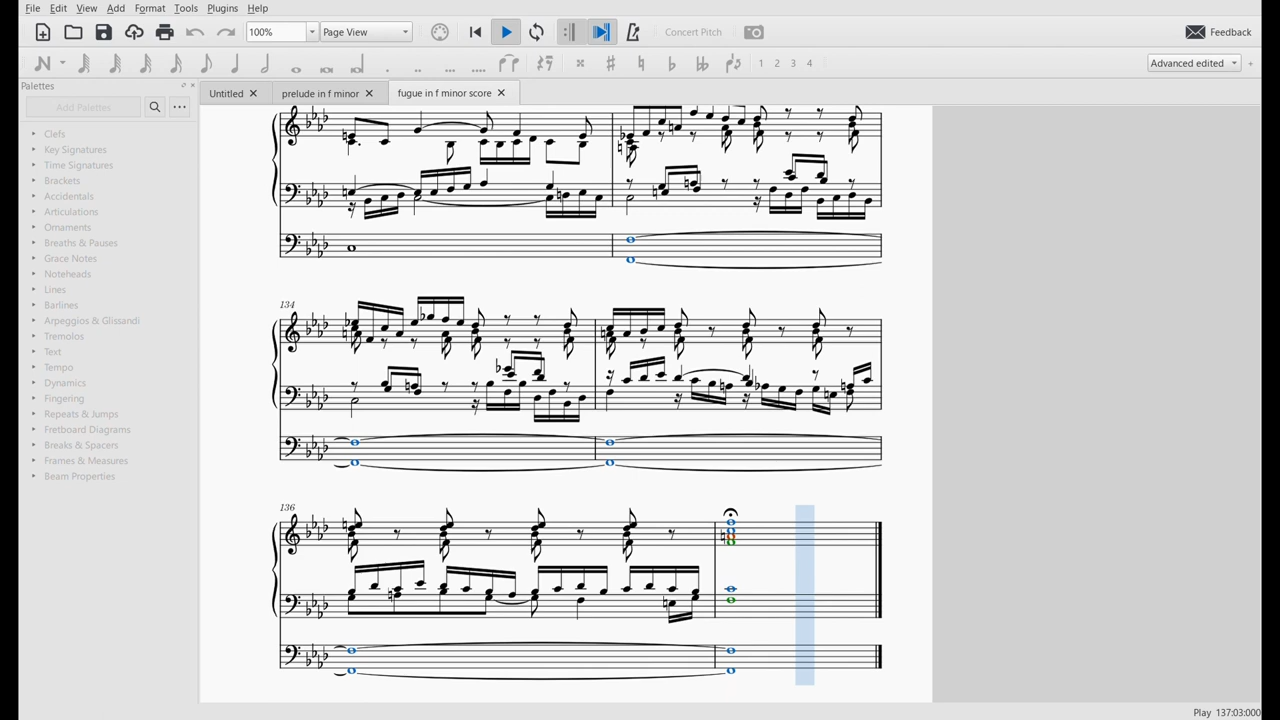 File Edit View Add Format Tools Plugins Help
100% Page View Concert Pitch Feedback
1 2 3 4 Advanced edited
Palettes
Untitled prelude in f minor fugue in f minor score
Add Palettes
Clefs
Key Signatures
Time Signatures
Brackets
Accidentals
Articulations
Ornaments
Breaths & Pauses
Grace Notes
Noteheads
Lines
Barlines
Arpeggios & Glissandi
Tremolos
Text
Tempo
Dynamics
Fingering
Repeats & Jumps
Fretboard Diagrams
Breaks & Spacers
Frames & Measures
Beam Properties
134
136
Play 137:03:000